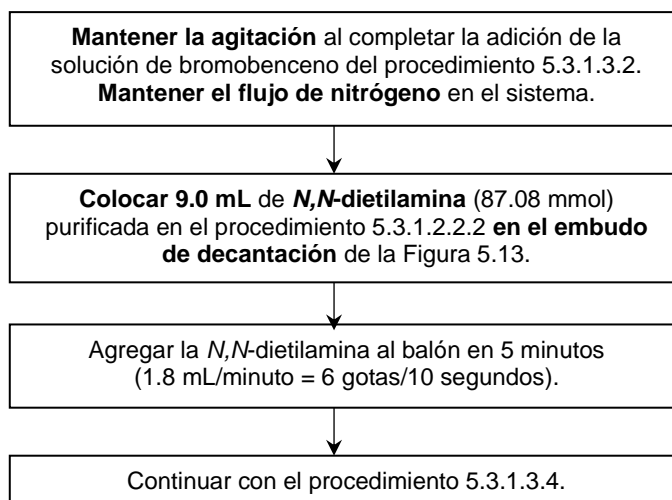 Mantener la agitación al completar la adición de la
solución de bromobenceno del procedimiento 5.3.1.3.2.
Mantener el flujo de nitrógeno en el sistema.
Colocar 9.0 mL de N,N-dietilamina (87.08 mmol)
purificada en el procedimiento 5.3.1.2.2.2 en el embudo
de decantación de la Figura 5.13.
Agregar la N,N-dietilamina al balón en 5 minutos
(1.8 mL/minuto = 6 gotas/10 segundos).
Continuar con el procedimiento 5.3.1.3.4.